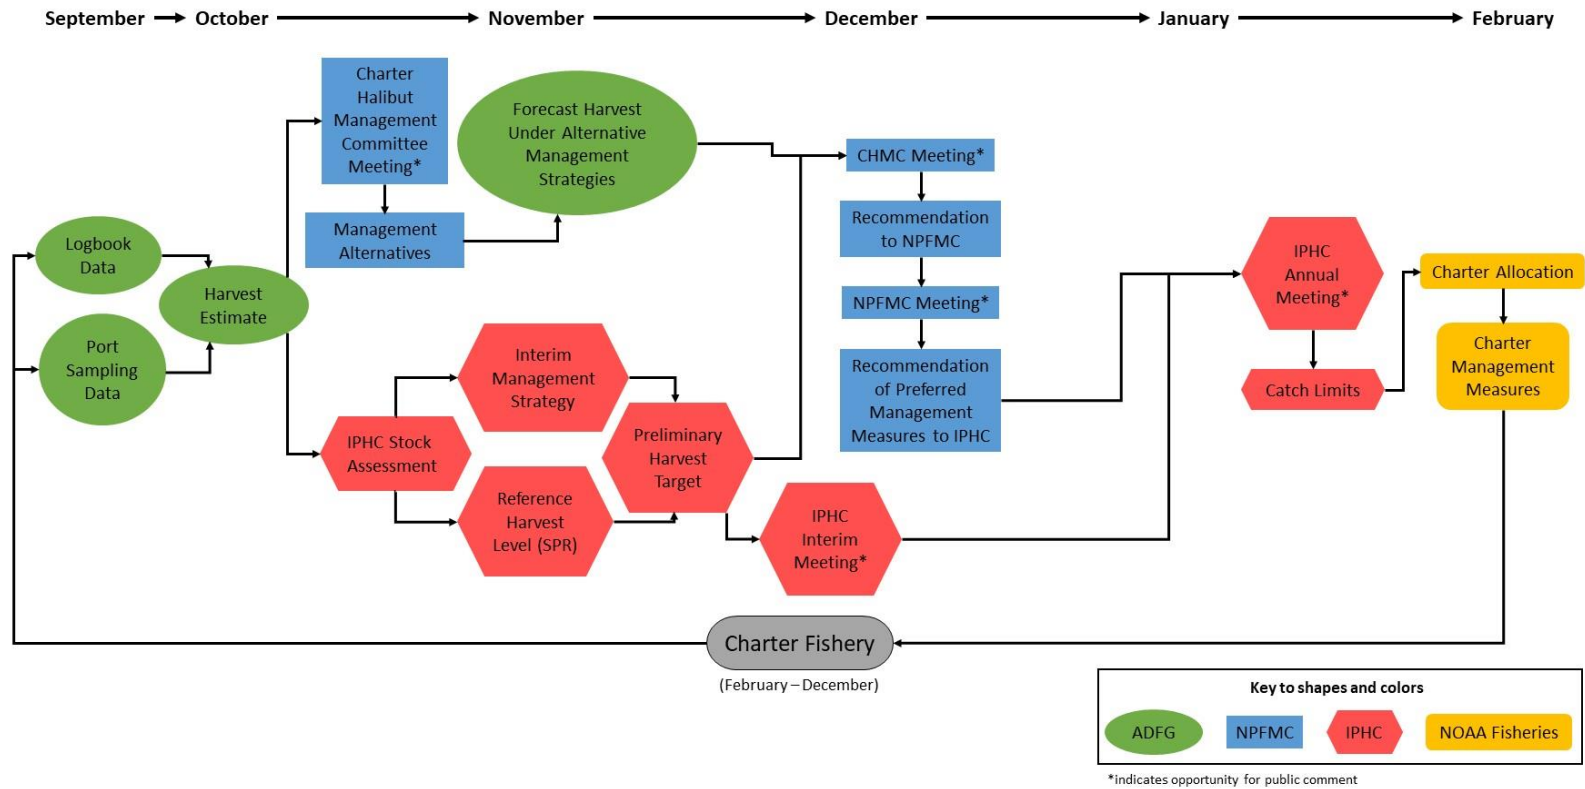 September October November December January February
Charter
Halibut
Management
Committee
Meeting*
Management
Alternatives
Forecast Harvest
Under Alternative
Management
Strategies
Logbook
Data
Port
Sampling
Data
Harvest
Estimate
IPHC Stock
Assessment
Interim
Management
Strategy
Reference
Harvest
Level (SPR)
Preliminary
Harvest
Target
CHMC Meeting*
Recommendation
to NPFMC
NPFMC Meeting*
Recommendation
of Preferred
Management
Measures to IPHC
IPHC
Interim
Meeting*
IPHC
Annual
Meeting*
Catch Limits
Charter Allocation
Charter
Management
Measures
Charter Fishery
(February – December)
Key to shapes and colors
ADFG NPFMC IPHC NOAA Fisheries
*indicates opportunity for public comment